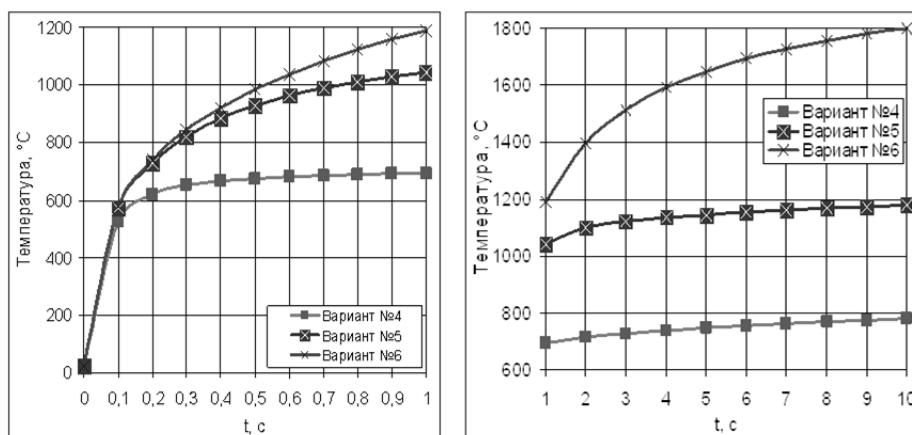 1200
1000
800
600
400
200
0
Температура, °C
0 0,1 0,2 0,3 0,4 0,5 0,6 0,7 0,8 0,9 1
t, c
Вариант №4
Вариант №5
Вариант №6
1800
1600
1400
1200
1000
800
600
Температура, °C
1 2 3 4 5 6 7 8 9 10
t, c
Вариант №4
Вариант №5
Вариант №6